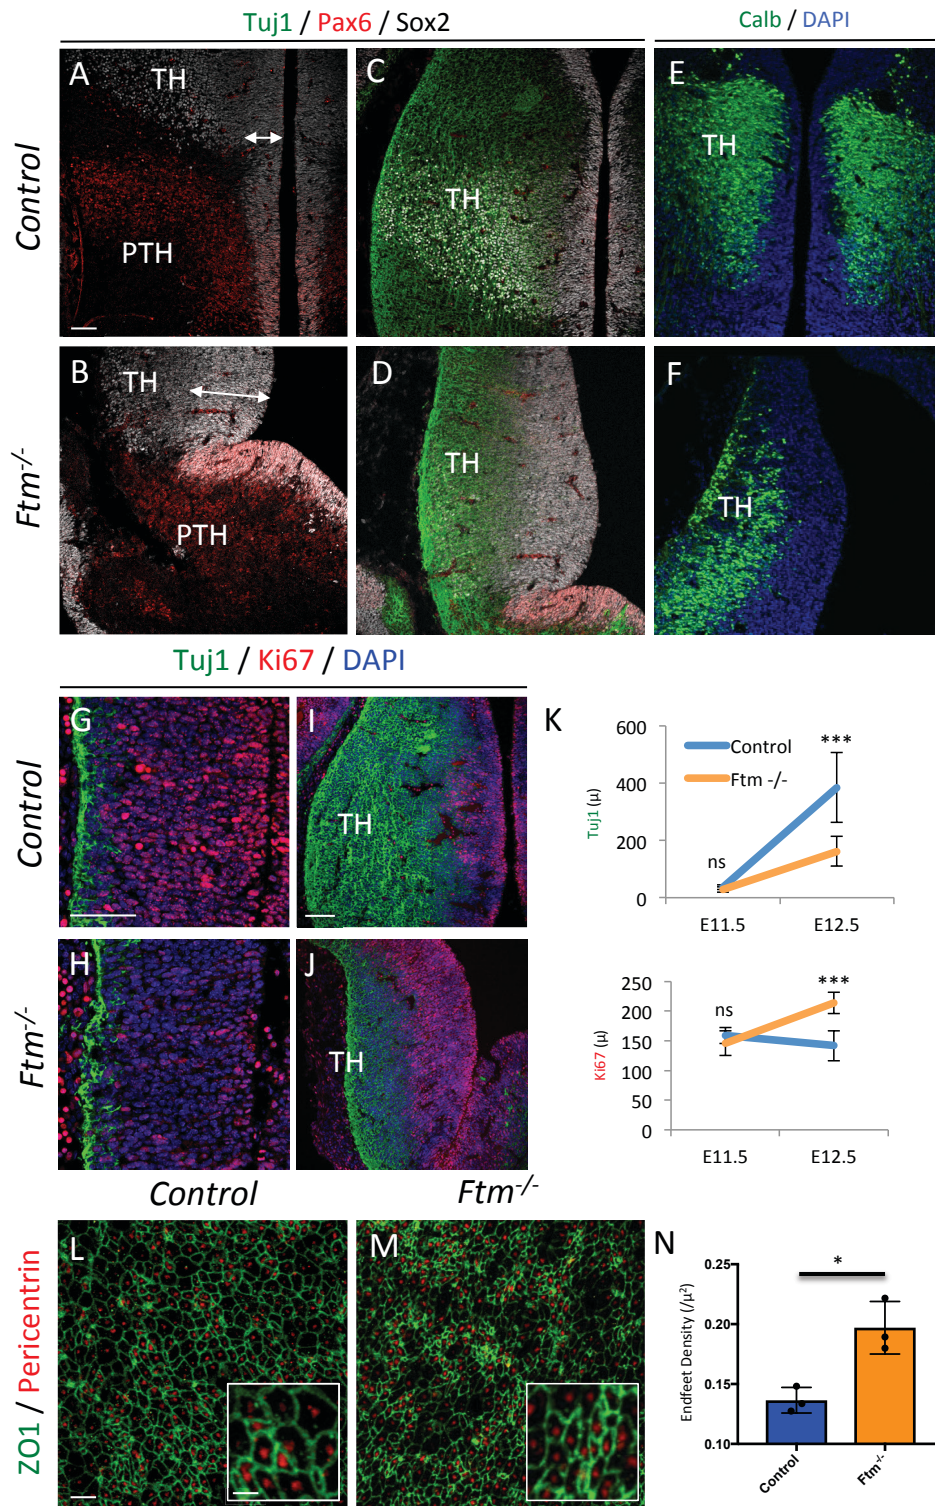 Tuj1 / Pax6 / Sox2
Calb / DAPI
Control
A
TH
PTH
C
TH
E
TH
Ftm-/-
B
TH
PTH
D
TH
F
TH
Tuj1 / Ki67 / DAPI
Control
G
I
TH
Ftm-/-
H
J
TH
K
600
400
200
0
Tuj1 (µ)
Control
Ftm -/-
ns
***
E11.5
E12.5
250
200
150
100
50
0
Ki67 (µ)
ns
***
E11.5
E12.5
Control
Ftm-/-
ZO1 / Pericentrin
L
M
N
0.25
0.20
0.15
0.10
Endfeet Density (/µ²)
*
Control
Ftm-/-